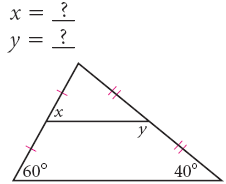 x = ?
y = ?
x
y
60°
40°